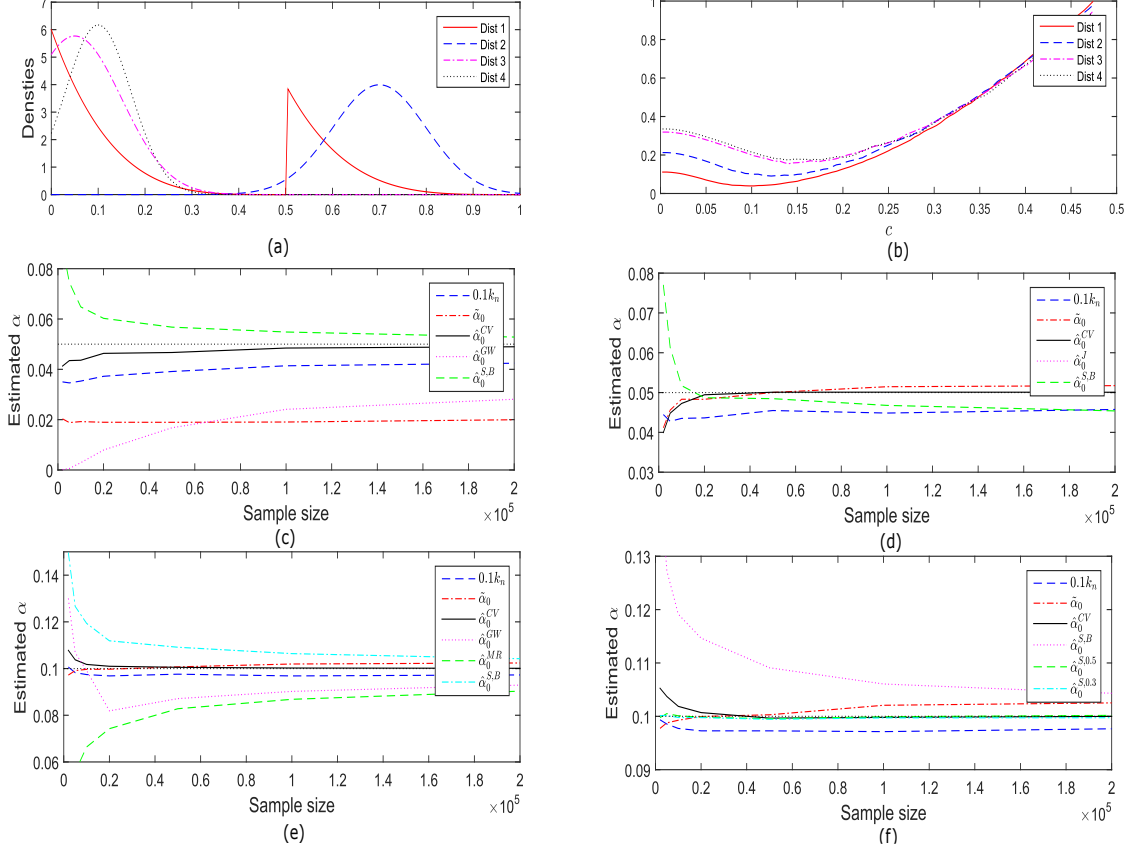 7
6
5
4
3
2
1
0
Densties
0 0.1 0.2 0.3 0.4 0.5 0.6 0.7 0.8 0.9 1
Dist 1
Dist 2
Dist 3
Dist 4
(a)
1
0.8
0.6
0.4
0.2
0
0 0.05 0.1 0.15 0.2 0.25 0.3 0.35 0.4 0.45 0.5
c
Dist 1
Dist 2
Dist 3
Dist 4
(b)
0.08
0.06
0.04
0.02
0
Estimated α
0 0.2 0.4 0.6 0.8 1 1.2 1.4 1.6 1.8 2
Sample size
×10^5
0.1k_n
α̃_0
α̂_0^{CV}
α̂_0^{GW}
α̂_0^{S,B}
(c)
0.08
0.07
0.06
0.05
0.04
0.03
Estimated α
0 0.2 0.4 0.6 0.8 1 1.2 1.4 1.6 1.8 2
Sample size
×10^5
0.1k_n
α̃_0
α̂_0^{CV}
α̂_0^{J}
α̂_0^{S,B}
(d)
0.14
0.12
0.1
0.08
0.06
Estimated α
0 0.2 0.4 0.6 0.8 1 1.2 1.4 1.6 1.8 2
Sample size
×10^5
0.1k_n
α̃_0
α̂_0^{CV}
α̂_0^{GW}
α̂_0^{MR}
α̂_0^{S,B}
(e)
0.13
0.12
0.11
0.1
0.09
Estimated α
0 0.2 0.4 0.6 0.8 1 1.2 1.4 1.6 1.8 2
Sample size
×10^5
0.1k_n
α̃_0
α̂_0^{CV}
α̂_0^{S,B}
α̂_0^{S,0.5}
α̂_0^{S,0.3}
(f)